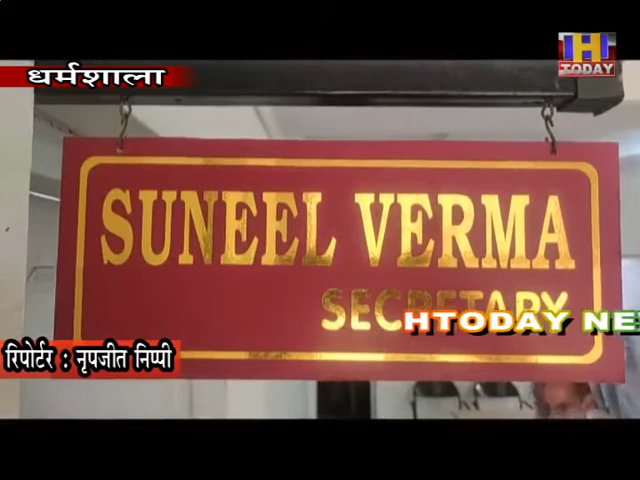 H
TODAY
धर्मशाला
SUNEEL VERMA
SECRETARY
HTODAY NE
रिपोर्टर : नृपजीत निप्पी